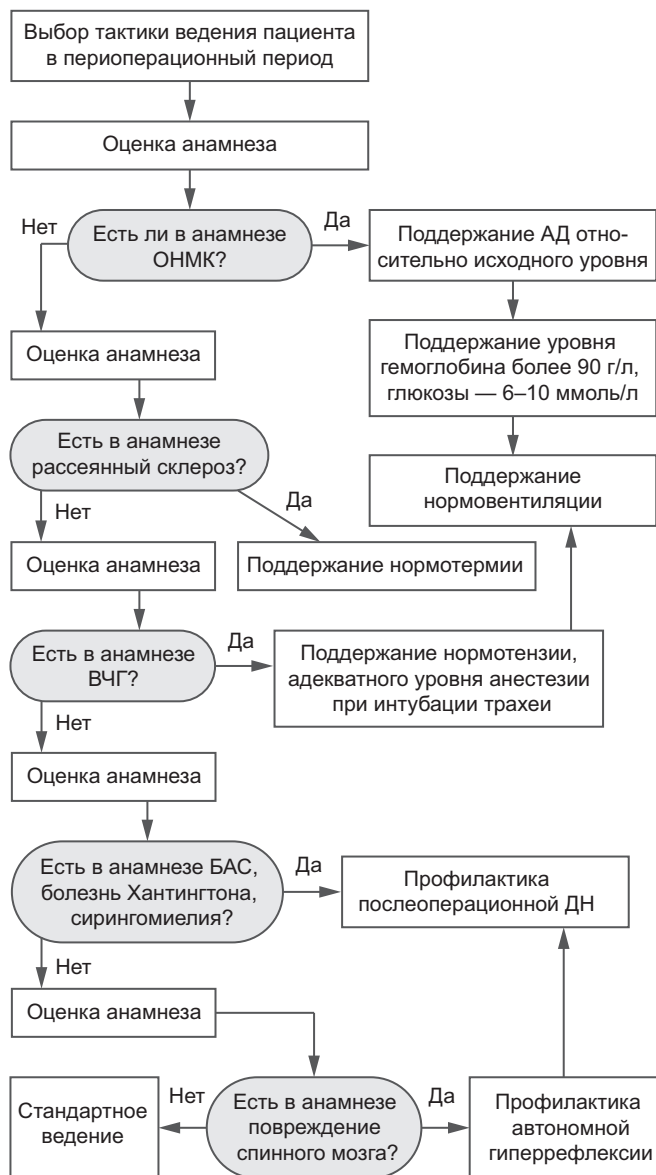 Выбор тактики ведения пациента
в периоперационный период
Оценка анамнеза
Нет
Есть ли в анамнезе
ОНМК?
Да
Поддержание АД отно-
сительно исходного уровня
Оценка анамнеза
Поддержание уровня
гемоглобина более 90 г/л,
глюкозы — 6–10 ммоль/л
Есть в анамнезе
рассеянный склероз?
Поддержание
нормовентиляции
Нет
Да
Оценка анамнеза
Поддержание нормотермии
Есть в анамнезе
ВЧГ?
Да
Поддержание нормотензии,
адекватного уровня анестезии
при интубации трахеи
Нет
Оценка анамнеза
Есть в анамнезе БАС,
болезнь Хантингтона,
сирингомиелия?
Да
Профилактика
послеоперационной ДН
Нет
Оценка анамнеза
Стандартное
ведение
Нет
Есть в анамнезе
повреждение
спинного мозга?
Да
Профилактика
автономной
гиперрефлексии